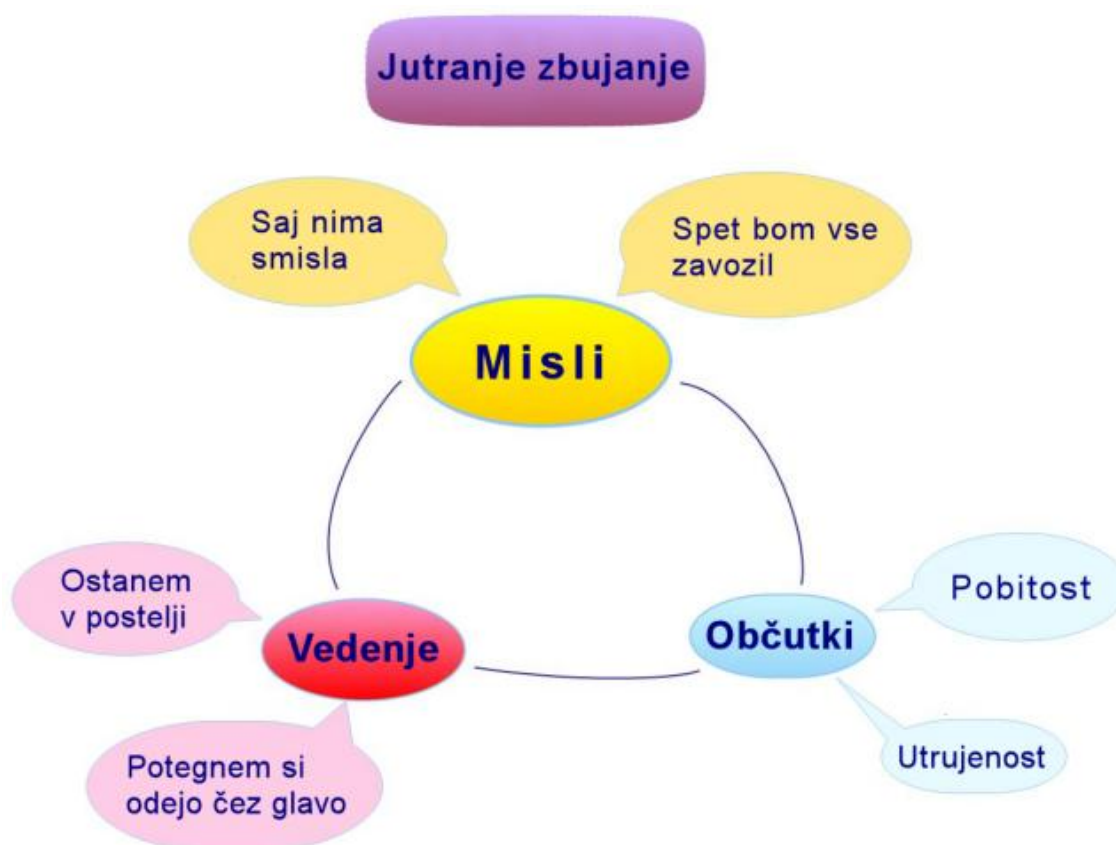 Jutranje zbujanje
Saj nima
smisla
Spet bom vse
zavozil
Misli
Ostanem
v postelji
Vedenje
Občutki
Pobitost
Potegnem si
odejo čez glavo
Utrujenost